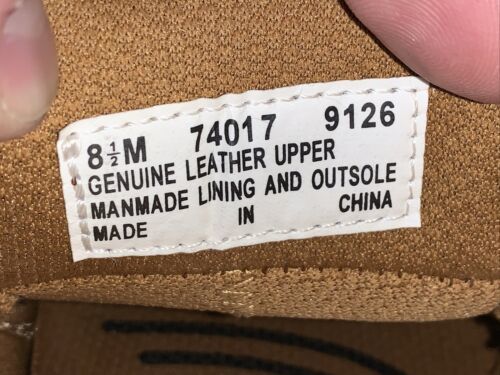 8½M 74017 9126
GENUINE LEATHER UPPER
MANMADE LINING AND OUTSOLE
MADE IN CHINA